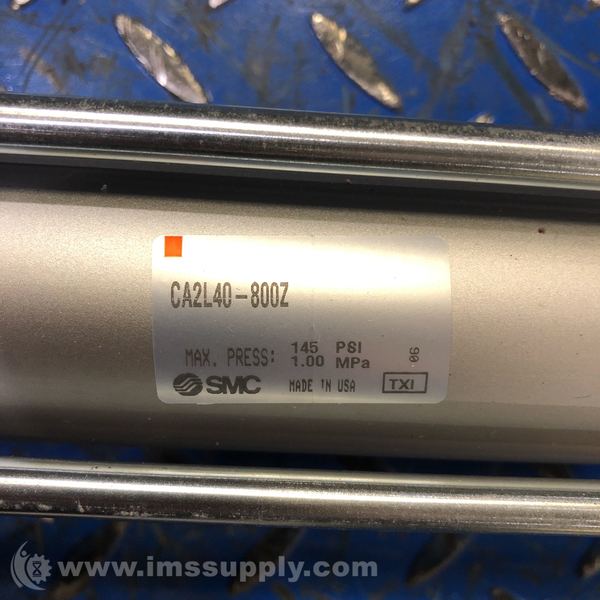 CA2L40-800Z
MAX. PRESS: 145 PSI
1.00 MPa
06
SMC MADE IN USA TXI
www.imssupply.com